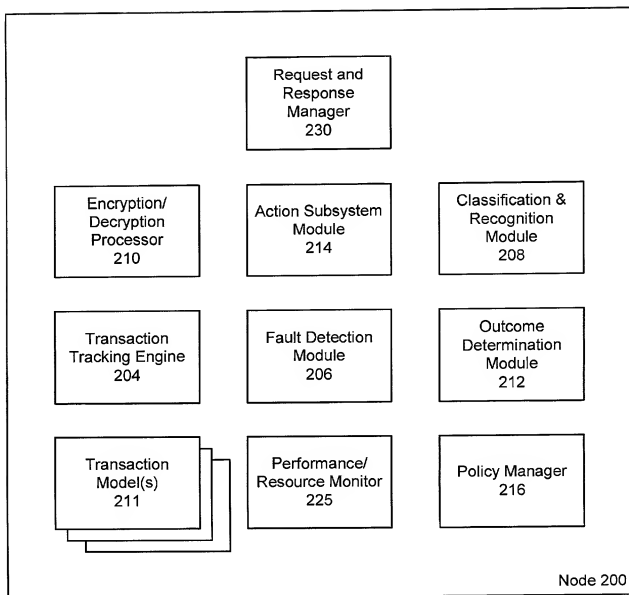 Request and
Response
Manager
230
Encryption/
Decryption
Processor
210
Action Subsystem
Module
214
Classification &
Recognition
Module
208
Transaction
Tracking Engine
204
Fault Detection
Module
206
Outcome
Determination
Module
212
Transaction
Model(s)
211
Performance/
Resource Monitor
225
Policy Manager
216
Node 200